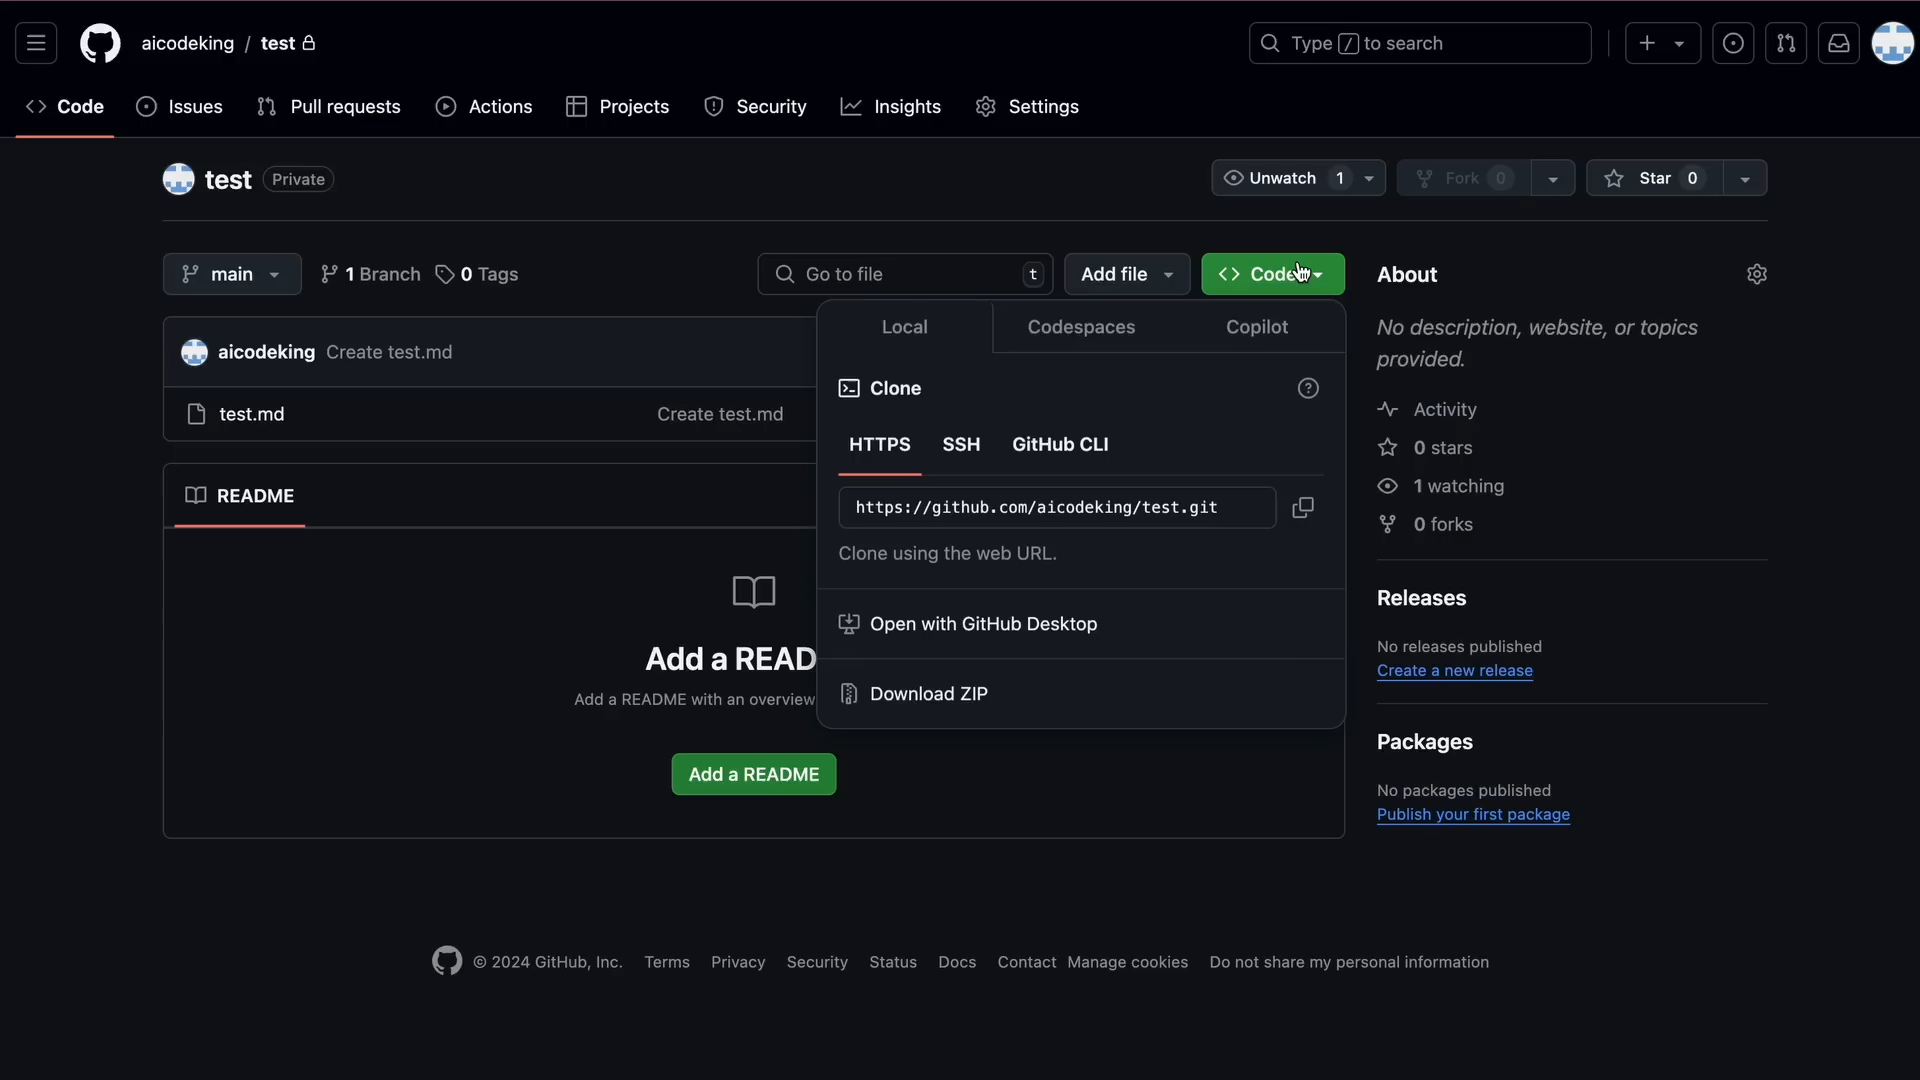 aicodeking / test
Type / to search
Code Issues Pull requests Actions Projects Security Insights Settings
test Private
Unwatch 1 Fork 0 Star 0
main 1 Branch 0 Tags
Go to file t Add file Code
Local Codespaces Copilot
aicodeking Create test.md
test.md Create test.md
README
Add a READ
Add a README with an overview
Add a README
Clone
HTTPS SSH GitHub CLI
https://github.com/aicodeking/test.git
Clone using the web URL.
Open with GitHub Desktop
Download ZIP
About
No description, website, or topics
provided.
Activity
0 stars
1 watching
0 forks
Releases
No releases published
Create a new release
Packages
No packages published
Publish your first package
© 2024 GitHub, Inc. Terms Privacy Security Status Docs Contact Manage cookies Do not share my personal information